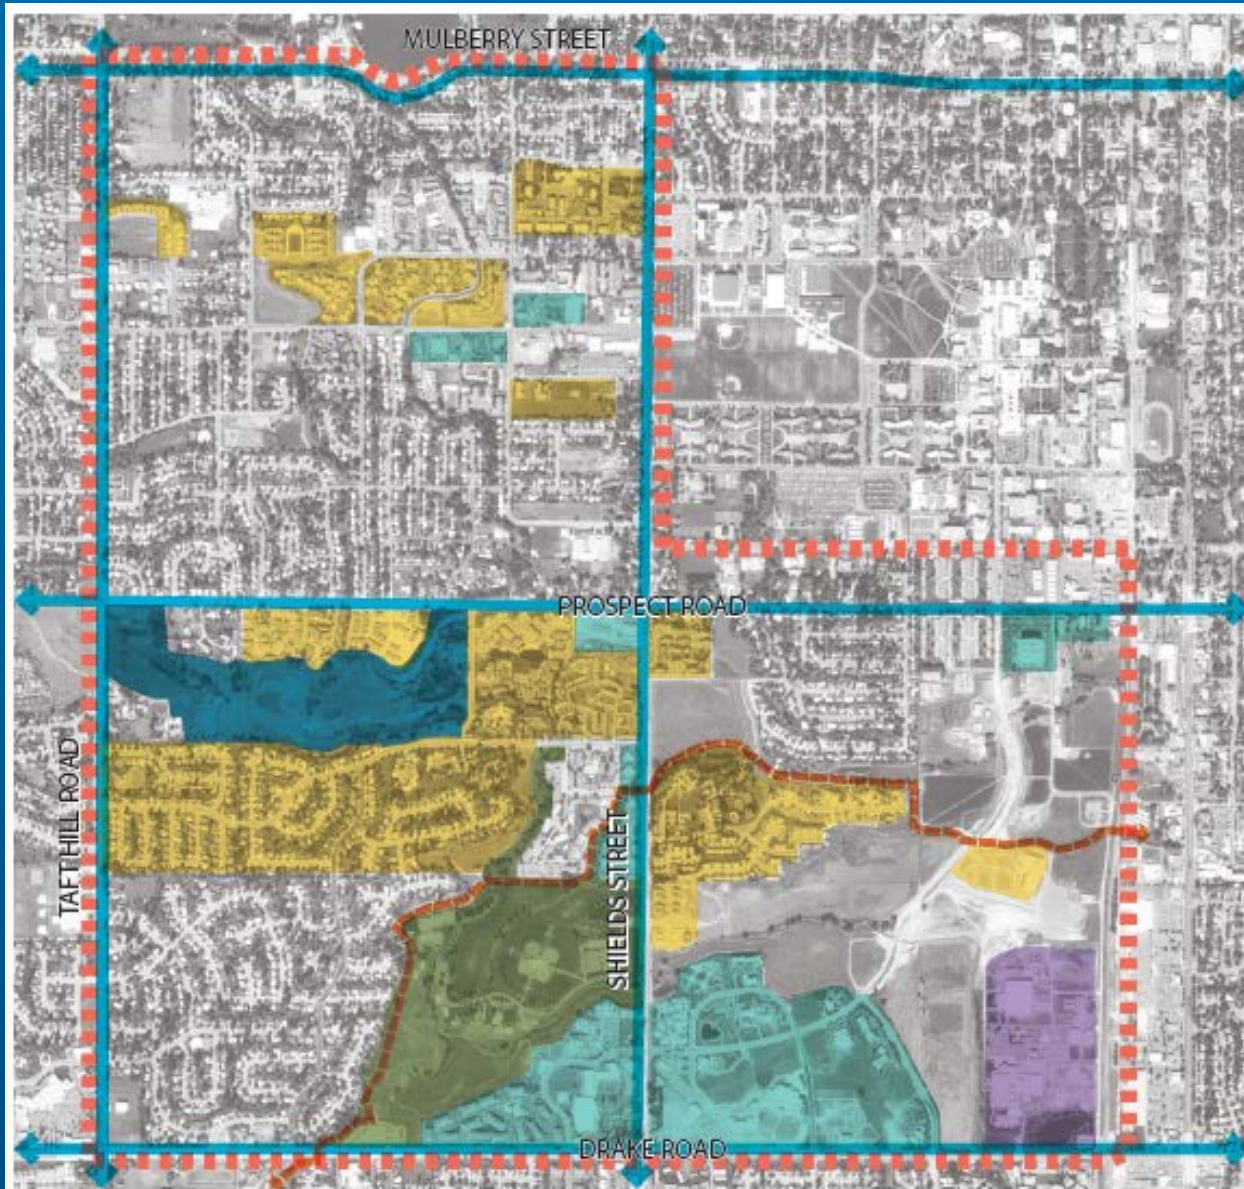 MULBERRY STREET
PROSPECT ROAD
TAFT HILL ROAD
SHIELDS STREET
DRAKE ROAD